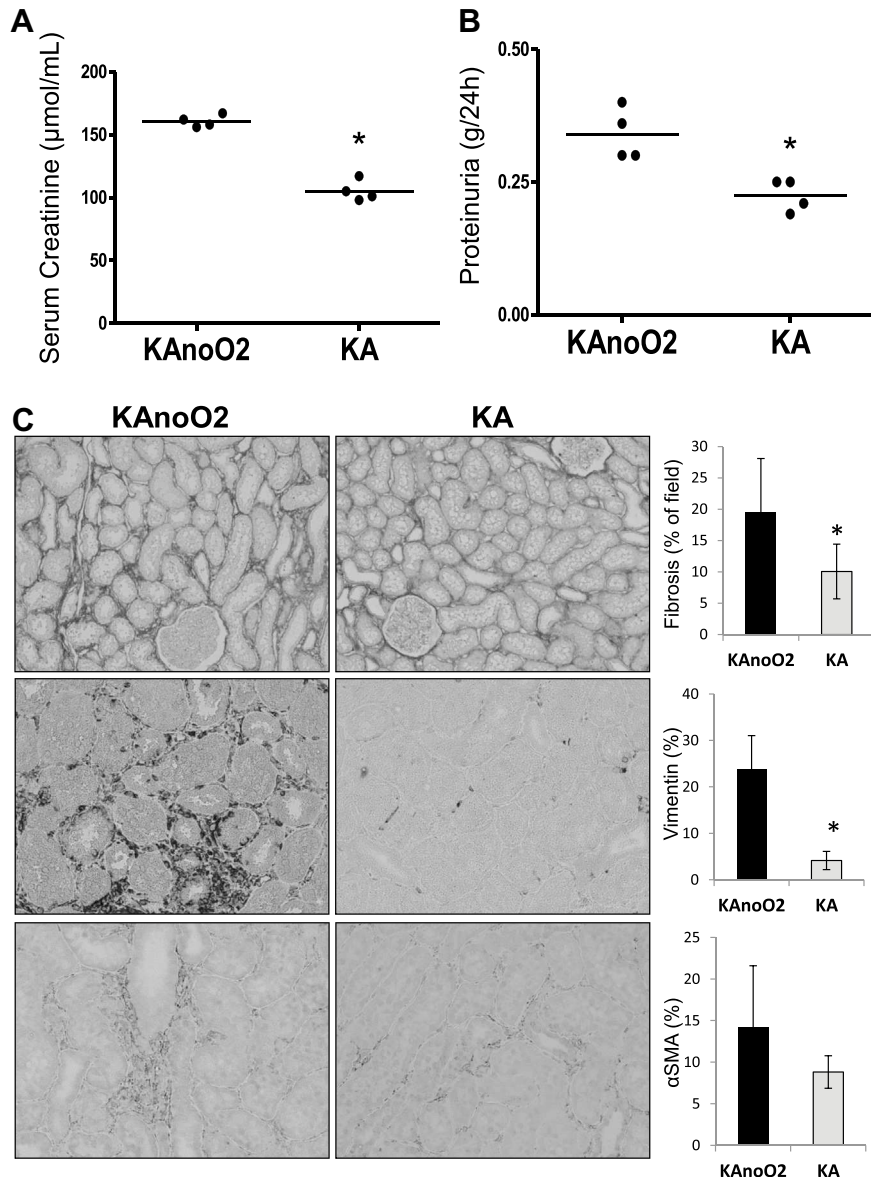 A
Serum Creatinine (µmol/mL)
200
150
100
50
0
*
KAnoO2
KA
B
Proteinuria (g/24h)
0.50
0.25
0.00
*
KAnoO2
KA
C
KAnoO2
KA
Fibrosis (% of field)
30
25
20
15
10
5
0
*
KAnoO2
KA
Vimentin (%)
40
30
20
10
0
*
KAnoO2
KA
αSMA (%)
25
20
15
10
5
0
KAnoO2
KA